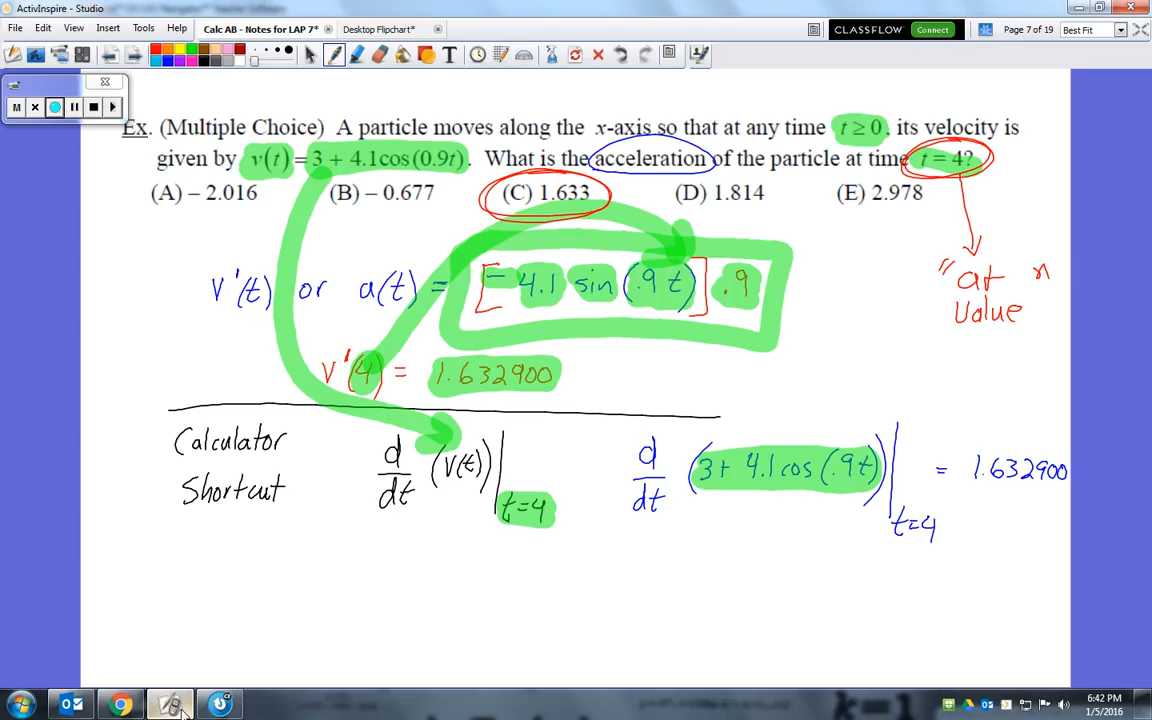 ActivInspire - Studio
File Edit View Insert Tools Help Calc AB - Notes for LAP 7* Desktop Flipchart* CLASSFLOW Connect Page 7 of 19 Best Fit
M
Ex. (Multiple Choice) A particle moves along the x-axis so that at any time t ≥ 0, its velocity is
given by v(t) = 3 + 4.1cos(0.9t). What is the acceleration of the particle at time t = 4?
(A) – 2.016 (B) – 0.677 (C) 1.633 (D) 1.814 (E) 2.978
v'(t) or a(t) = [- 4.1 sin (.9 t)] .9
"at x
value
v'(4) = 1.632900
Calculator d/dt (v(t))|t=4 d/dt (3+ 4.1cos (.9t))|t=4 = 1.632900
Shortcut
6:42 PM
1/5/2016